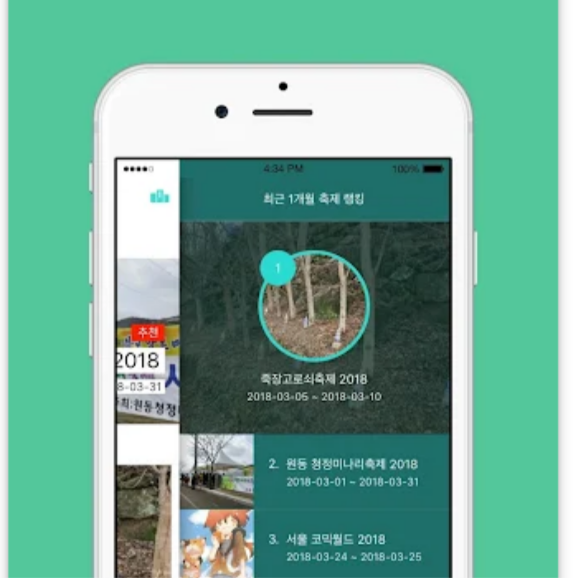 4:34 PM
100%
최근 1개월 축제 랭킹
1
추천
2018
8-03-31
최:원동청정
죽장고로쇠축제 2018
2018-03-05 ~ 2018-03-10
2. 원동 청정미나리축제 2018
2018-03-01 ~ 2018-03-31
3. 서울 코믹월드 2018
2018-03-24 ~ 2018-03-25